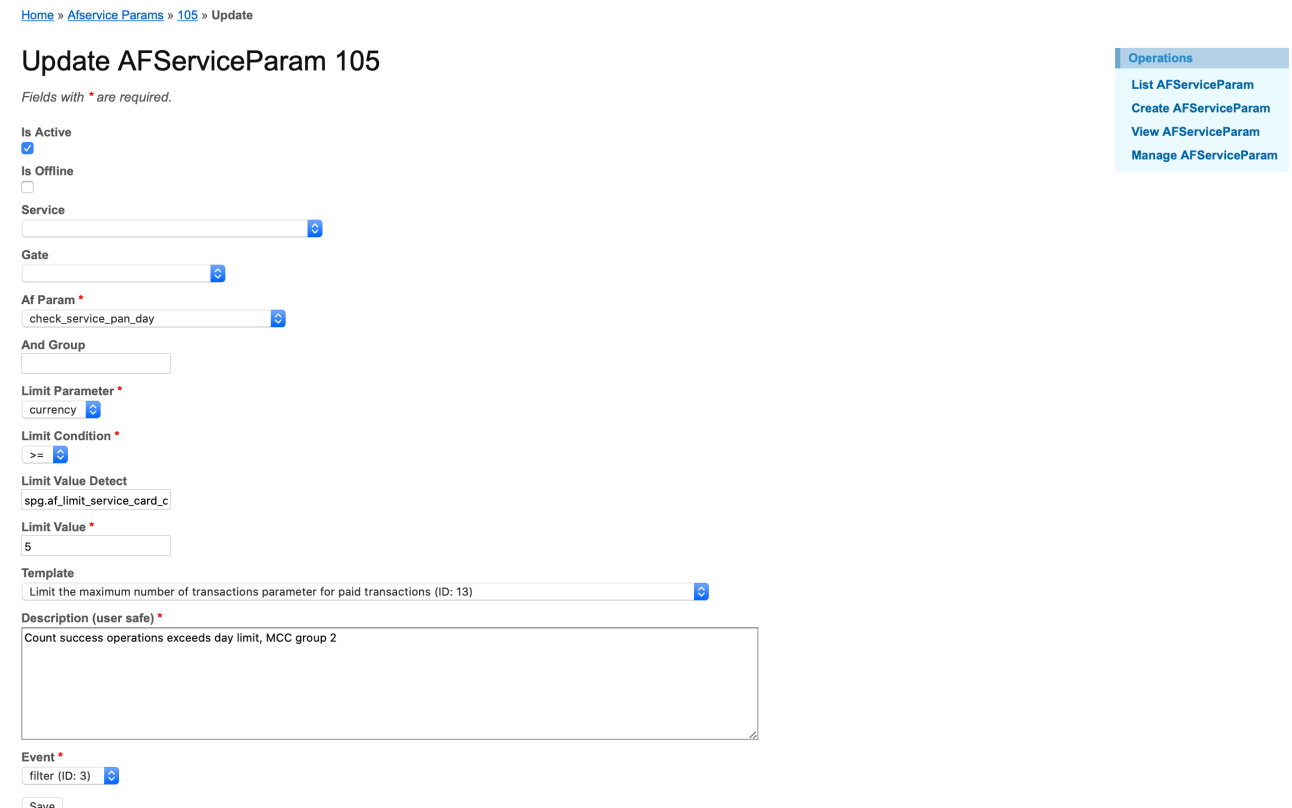 Home » Afservice Params » 105 » Update
Update AFServiceParam 105
Fields with * are required.
Is Active
Is Offline
Service
Gate
Af Param *
check_service_pan_day
And Group
Limit Parameter *
currency
Limit Condition *
>=
Limit Value Detect
spg.af_limit_service_card_c
Limit Value *
5
Template
Limit the maximum number of transactions parameter for paid transactions (ID: 13)
Description (user safe) *
Count success operations exceeds day limit, MCC group 2
Event *
filter (ID: 3)
Save
Operations
List AFServiceParam
Create AFServiceParam
View AFServiceParam
Manage AFServiceParam